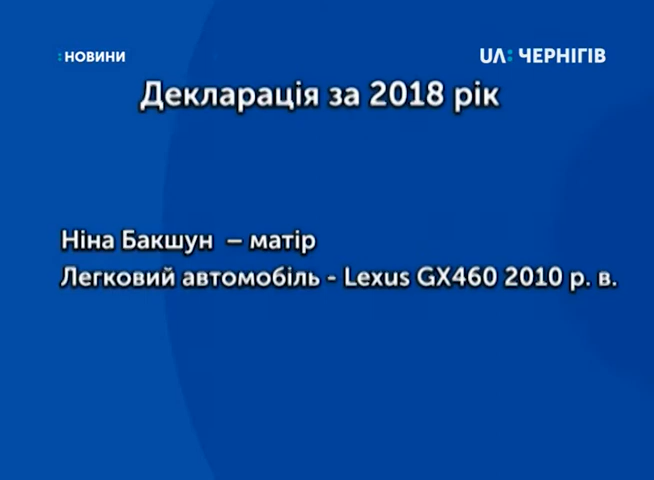 :НОВИНИ
UA: ЧЕРНІГІВ
Декларація за 2018 рік
Ніна Бакшун – матір
Легковий автомобіль - Lexus GX460 2010 р. в.